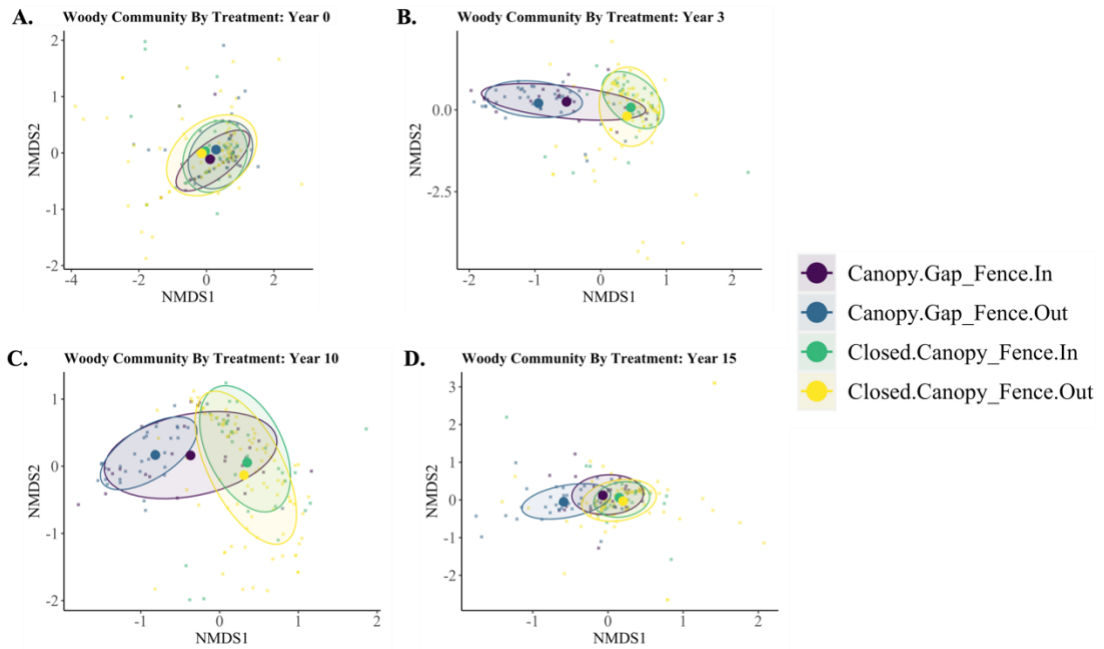 A. Woody Community By Treatment: Year 0
2
1
0
-1
-2
NMDS2
-4
-2
0
2
NMDS1
B. Woody Community By Treatment: Year 3
0.0
-2.5
NMDS2
-2
-1
0
1
2
NMDS1
C. Woody Community By Treatment: Year 10
1
0
-1
-2
NMDS2
-1
0
1
2
NMDS1
D. Woody Community By Treatment: Year 15
3
2
1
0
-1
-2
NMDS2
-1
0
1
2
NMDS1
Canopy.Gap_Fence.In
Canopy.Gap_Fence.Out
Closed.Canopy_Fence.In
Closed.Canopy_Fence.Out